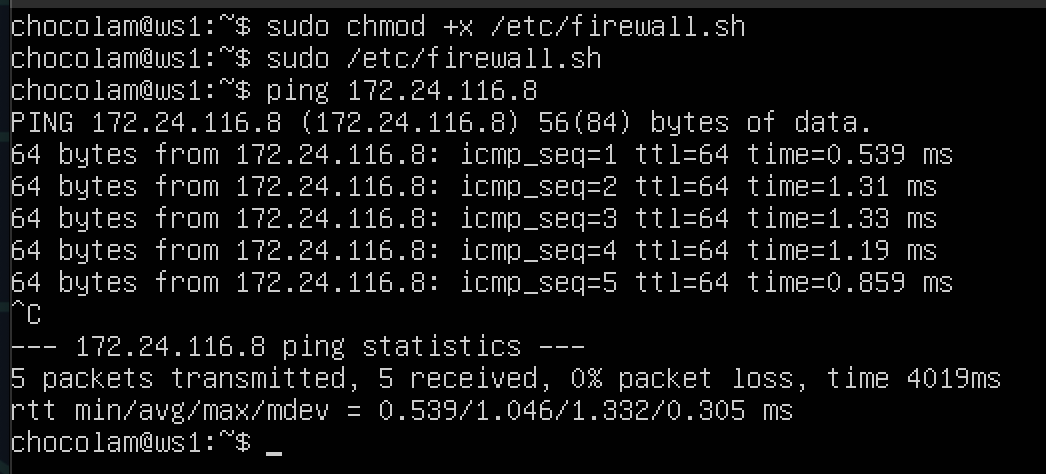 chocolam@ws1:~$ sudo chmod +x /etc/firewall.sh
chocolam@ws1:~$ sudo /etc/firewall.sh
chocolam@ws1:~$ ping 172.24.116.8
PING 172.24.116.8 (172.24.116.8) 56(84) bytes of data.
64 bytes from 172.24.116.8: icmp_seq=1 ttl=64 time=0.539 ms
64 bytes from 172.24.116.8: icmp_seq=2 ttl=64 time=1.31 ms
64 bytes from 172.24.116.8: icmp_seq=3 ttl=64 time=1.33 ms
64 bytes from 172.24.116.8: icmp_seq=4 ttl=64 time=1.19 ms
64 bytes from 172.24.116.8: icmp_seq=5 ttl=64 time=0.859 ms
^C
--- 172.24.116.8 ping statistics ---
5 packets transmitted, 5 received, 0% packet loss, time 4019ms
rtt min/avg/max/mdev = 0.539/1.046/1.332/0.305 ms
chocolam@ws1:~$ _